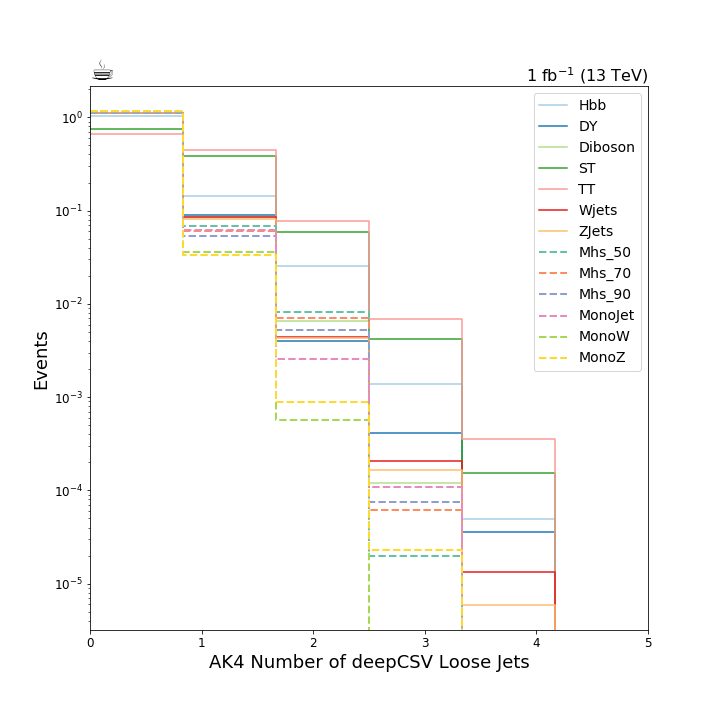 1 fb⁻¹ (13 TeV)
Events
10⁰
10⁻¹
10⁻²
10⁻³
10⁻⁴
10⁻⁵
Hbb
DY
Diboson
ST
TT
Wjets
ZJets
Mhs_50
Mhs_70
Mhs_90
MonoJet
MonoW
MonoZ
0 1 2 3 4 5
AK4 Number of deepCSV Loose Jets